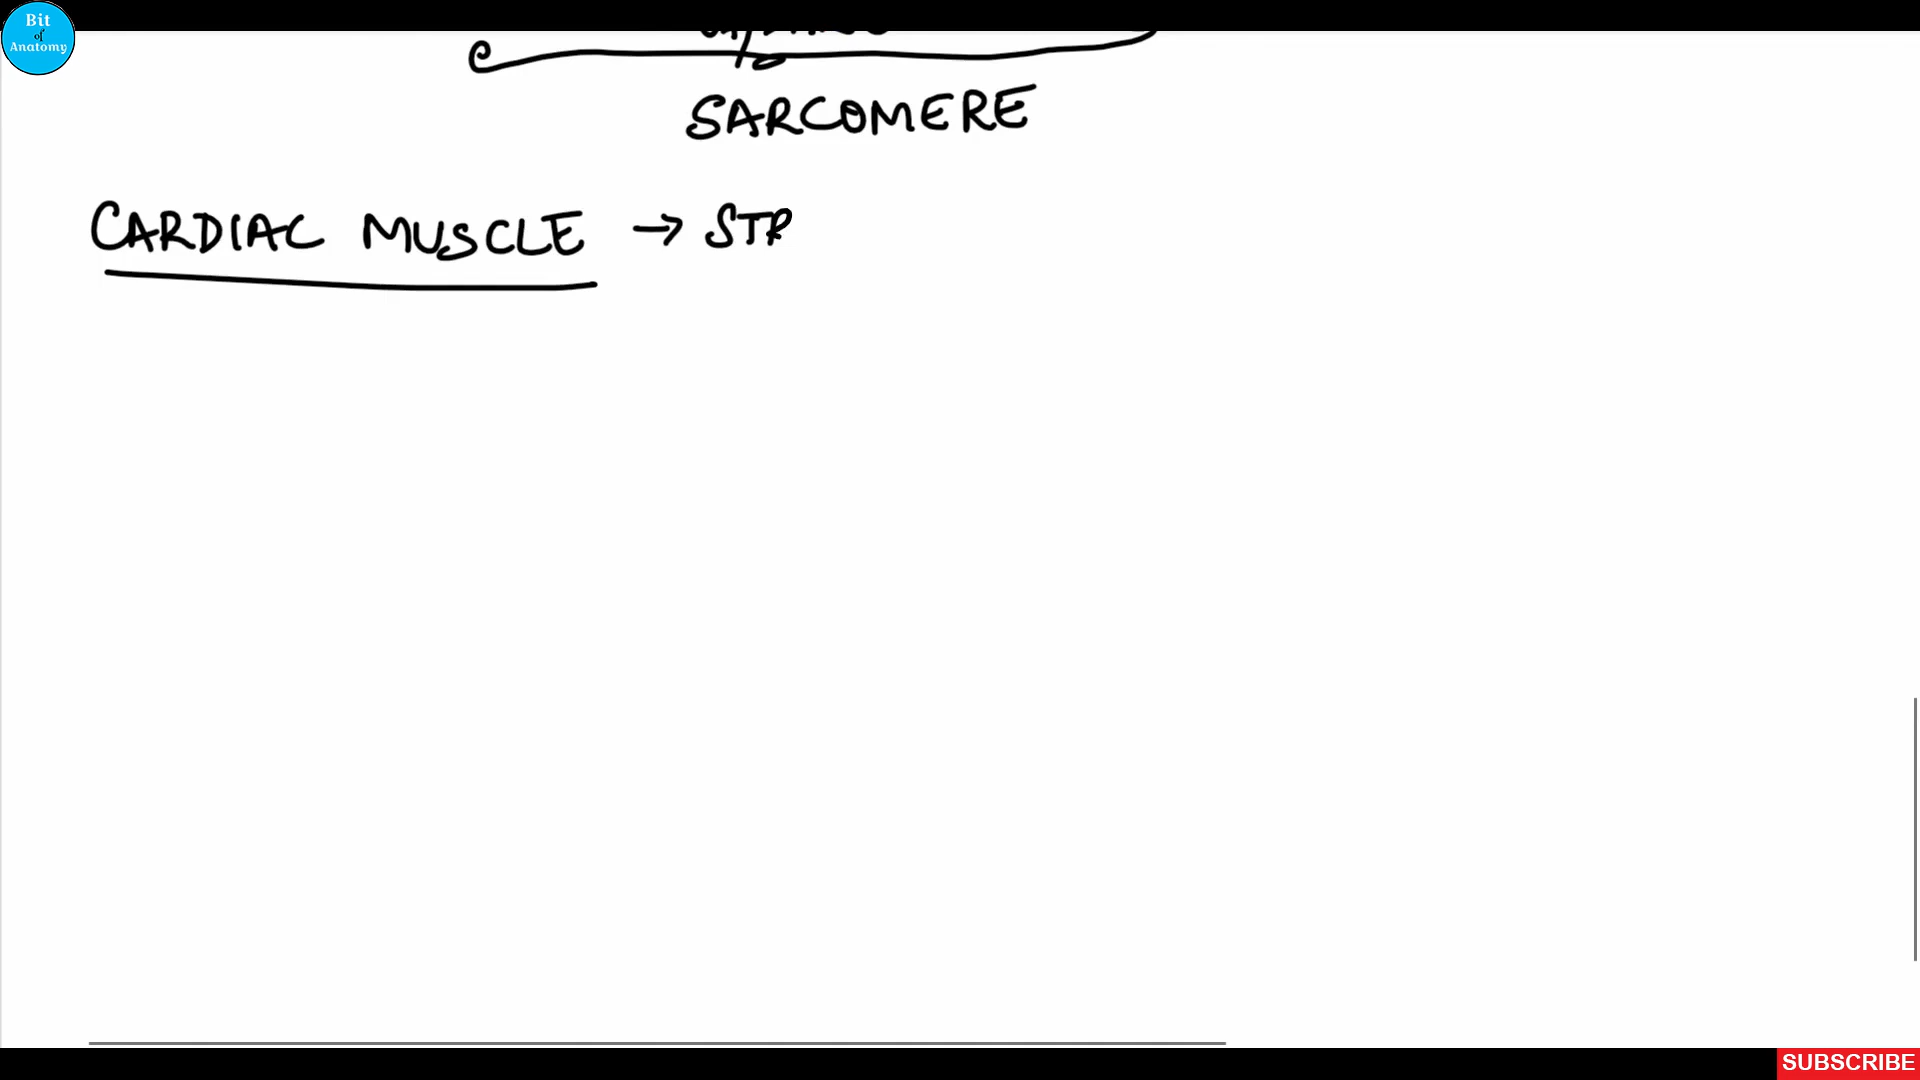 Bit
of
Anatomy
SARCOMERE
CARDIAC MUSCLE → STR
SUBSCRIBE